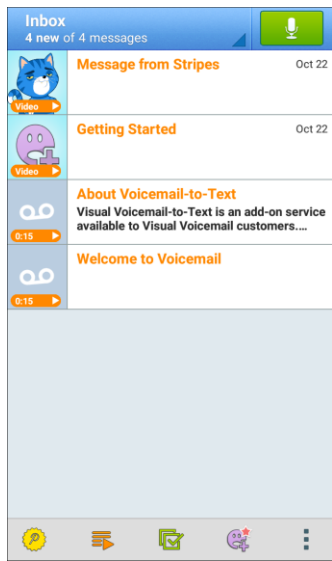 Inbox
4 new of 4 messages
Message from Stripes
Oct 22
Video
Getting Started
Oct 22
Video
About Voicemail-to-Text
Visual Voicemail-to-Text is an add-on service
available to Visual Voicemail customers....
0:15
Welcome to Voicemail
0:15